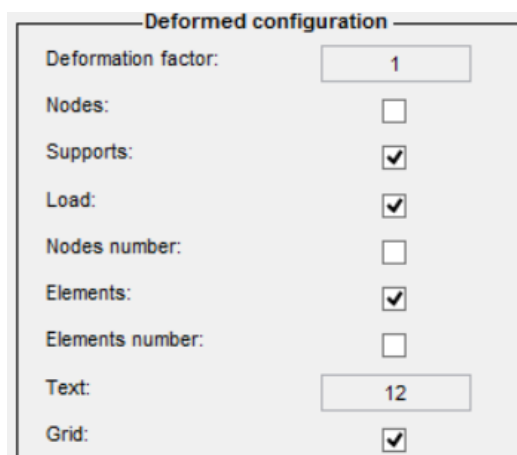 Deformed configuration
Deformation factor: 1
Nodes:
Supports:
Load:
Nodes number:
Elements:
Elements number:
Text: 12
Grid: